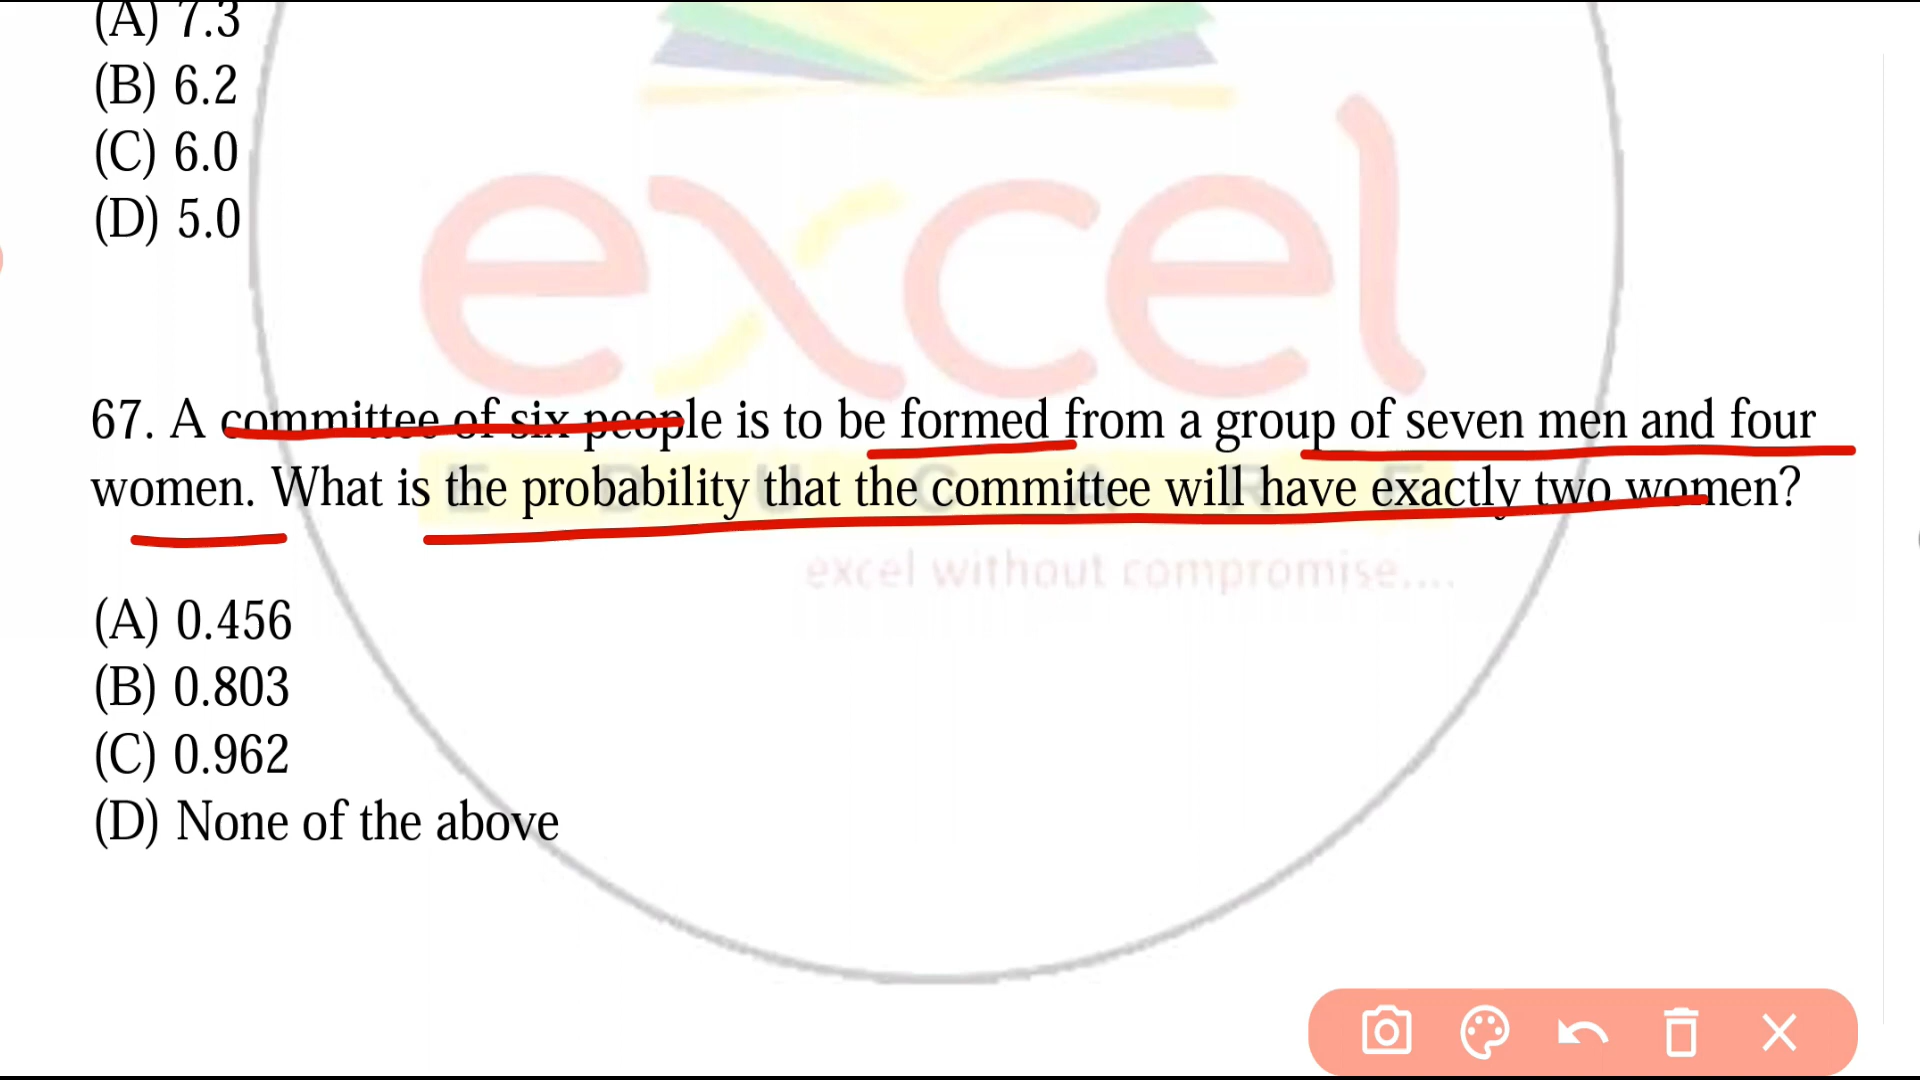 (A) 7.3
(B) 6.2
(C) 6.0
(D) 5.0
excel
67. A committee of six people is to be formed from a group of seven men and four
women. What is the probability that the committee will have exactly two women?
EDUCARE
excel without compromise....
(A) 0.456
(B) 0.803
(C) 0.962
(D) None of the above